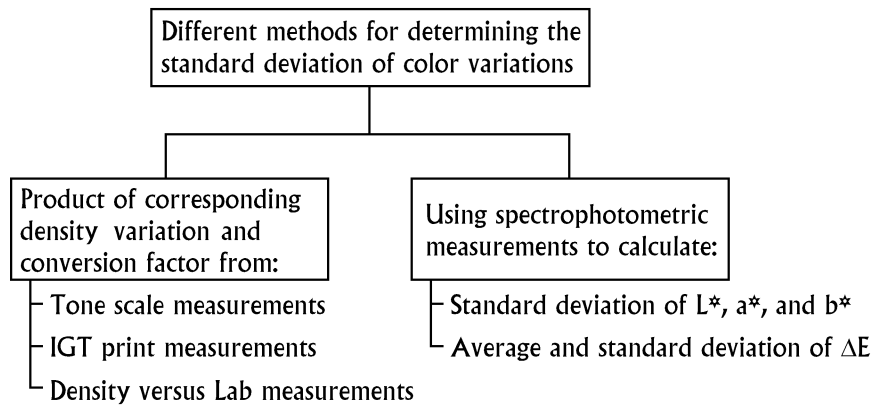 Different methods for determining the
standard deviation of color variations
Product of corresponding
density variation and
conversion factor from:
Tone scale measurements
IGT print measurements
Density versus Lab measurements
Using spectrophotometric
measurements to calculate:
Standard deviation of L*, a*, and b*
Average and standard deviation of ΔE